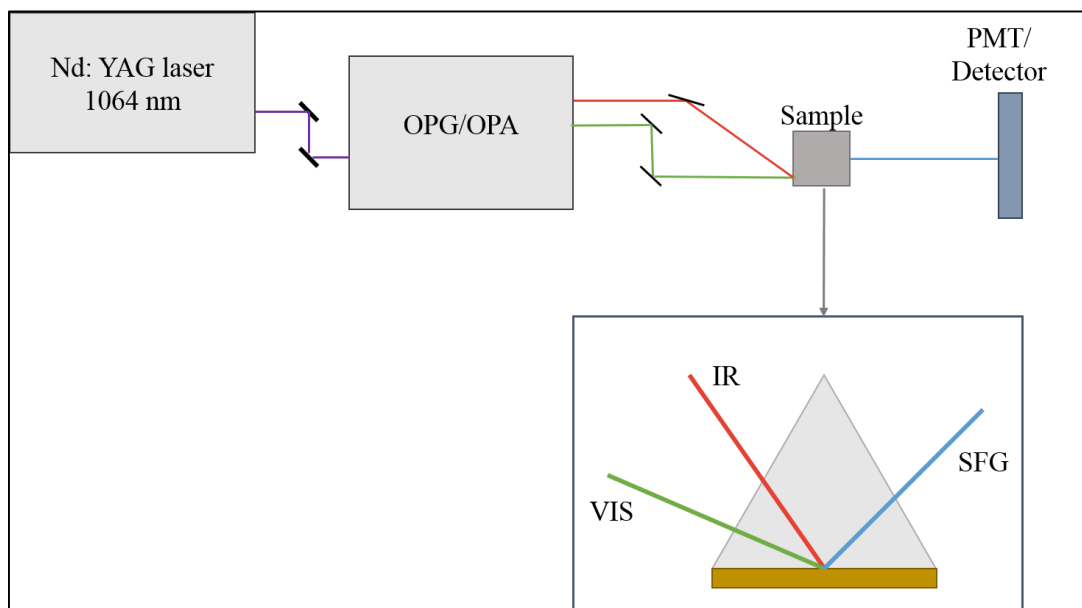 Nd: YAG laser
1064 nm
OPG/OPA
Sample
PMT/
Detector
IR
VIS
SFG